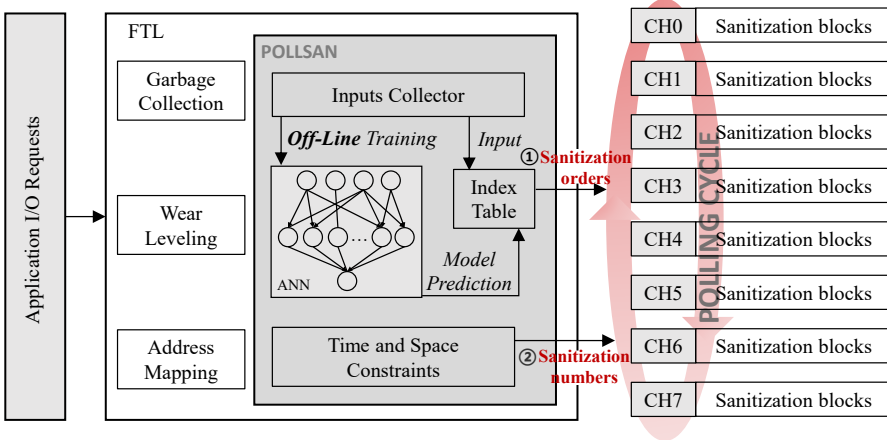 Application I/O Requests
FTL
Garbage
Collection
Wear
Leveling
Address
Mapping
POLLSAN
Inputs Collector
Off-Line Training
Input
ANN
...
Index
Table
Model
Prediction
Time and Space
Constraints
①Sanitization
orders
②Sanitization
numbers
CH0 Sanitization blocks
CH1 Sanitization blocks
CH2 Sanitization blocks
CH3 Sanitization blocks
CH4 Sanitization blocks
CH5 Sanitization blocks
CH6 Sanitization blocks
CH7 Sanitization blocks
POLLING CYCLE